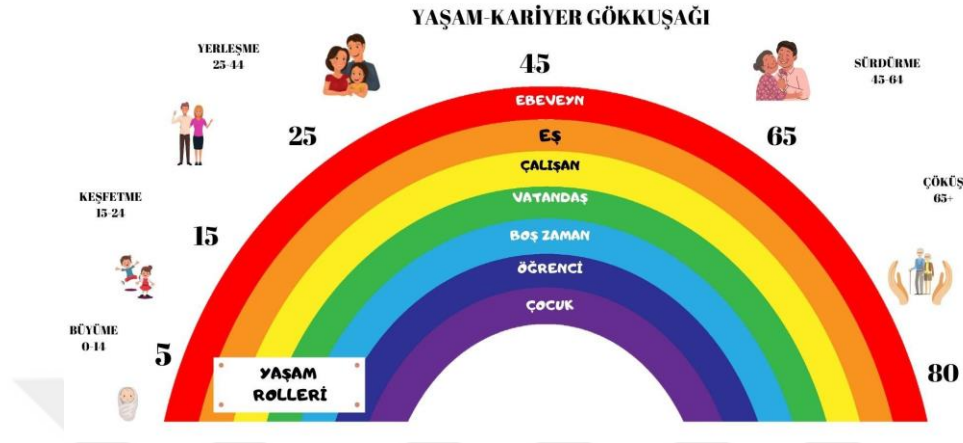 YAŞAM-KARİYER GÖKKUŞAĞI
YERLEŞME
25-44
45
SÜRDÜRME
45-64
EBEVEYN
25
EŞ
65
ÇALIŞAN
KEŞFETME
15-24
VATANDAŞ
ÇÖKÜŞ
65+
15
BOŞ ZAMAN
ÖĞRENCİ
ÇOCUK
BÜYÜME
0-14
5
YAŞAM
ROLLERİ
80